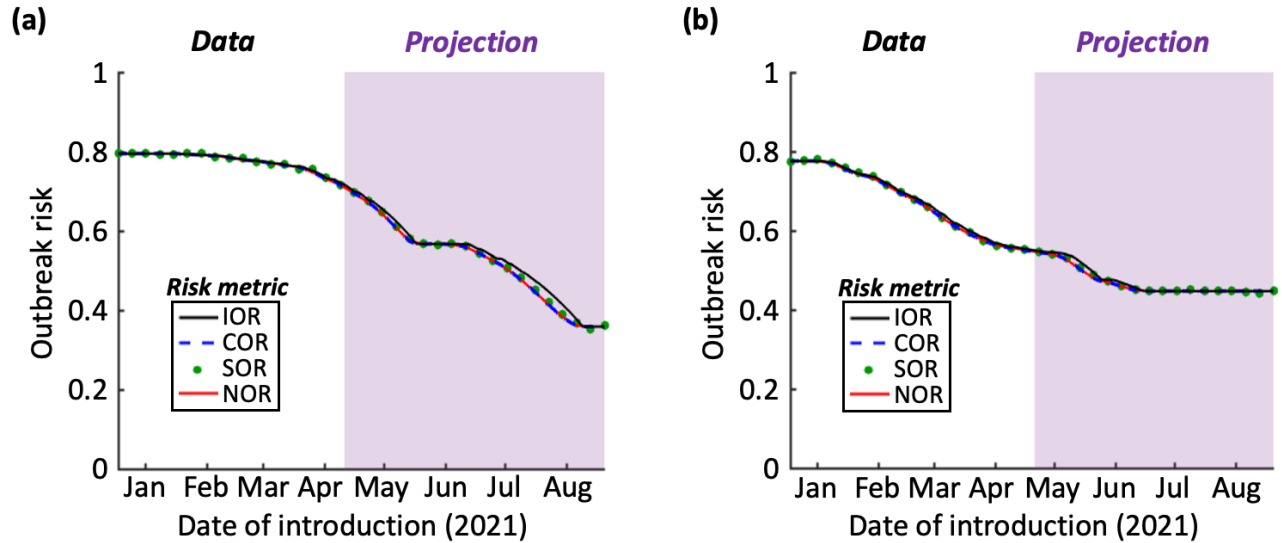 (a)
Data Projection
1
0.8
0.6
0.4
0.2
0
Outbreak risk
Risk metric
IOR
COR
SOR
NOR
Jan Feb Mar Apr May Jun Jul Aug
Date of introduction (2021)
(b)
Data Projection
1
0.8
0.6
0.4
0.2
0
Outbreak risk
Risk metric
IOR
COR
SOR
NOR
Jan Feb Mar Apr May Jun Jul Aug
Date of introduction (2021)